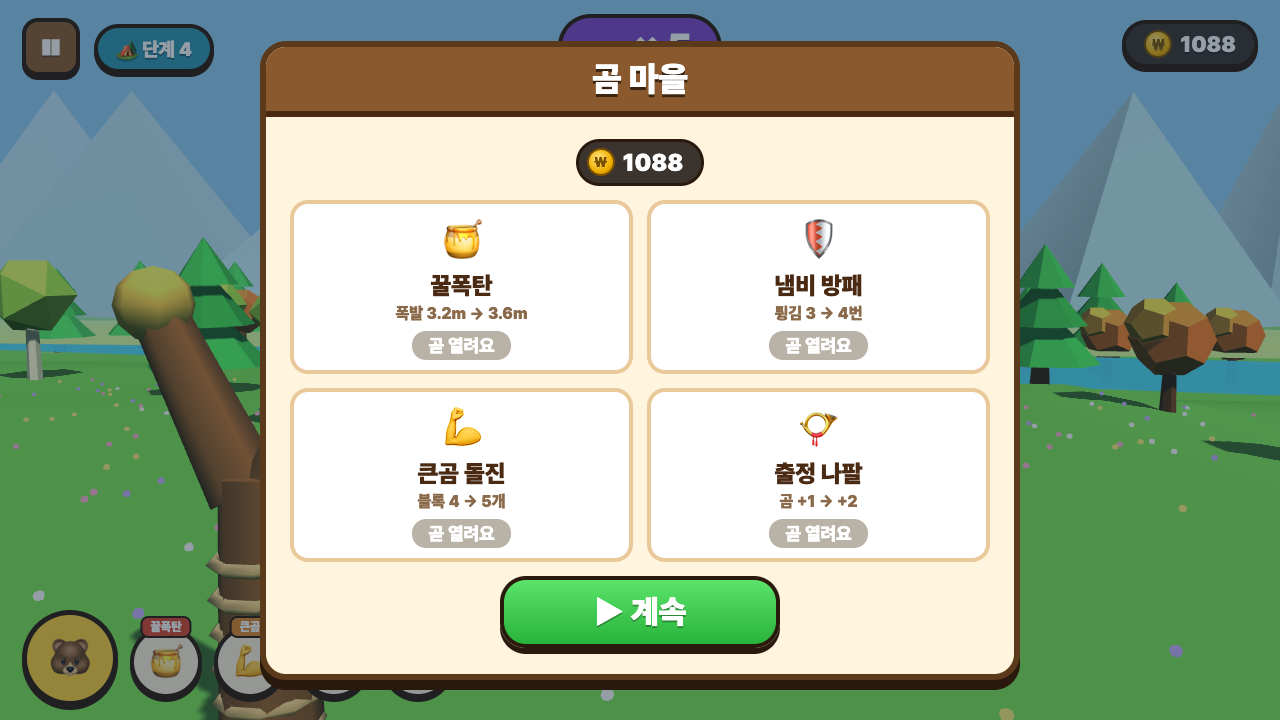 단계 4
1088
곰 마을
1088
꿀폭탄
폭발 3.2m → 3.6m
곧 열려요
냄비 방패
튕김 3 → 4번
곧 열려요
큰곰 돌진
블록 4 → 5개
곧 열려요
출정 나팔
곰 +1 → +2
곧 열려요
▶ 계속
꿀폭탄